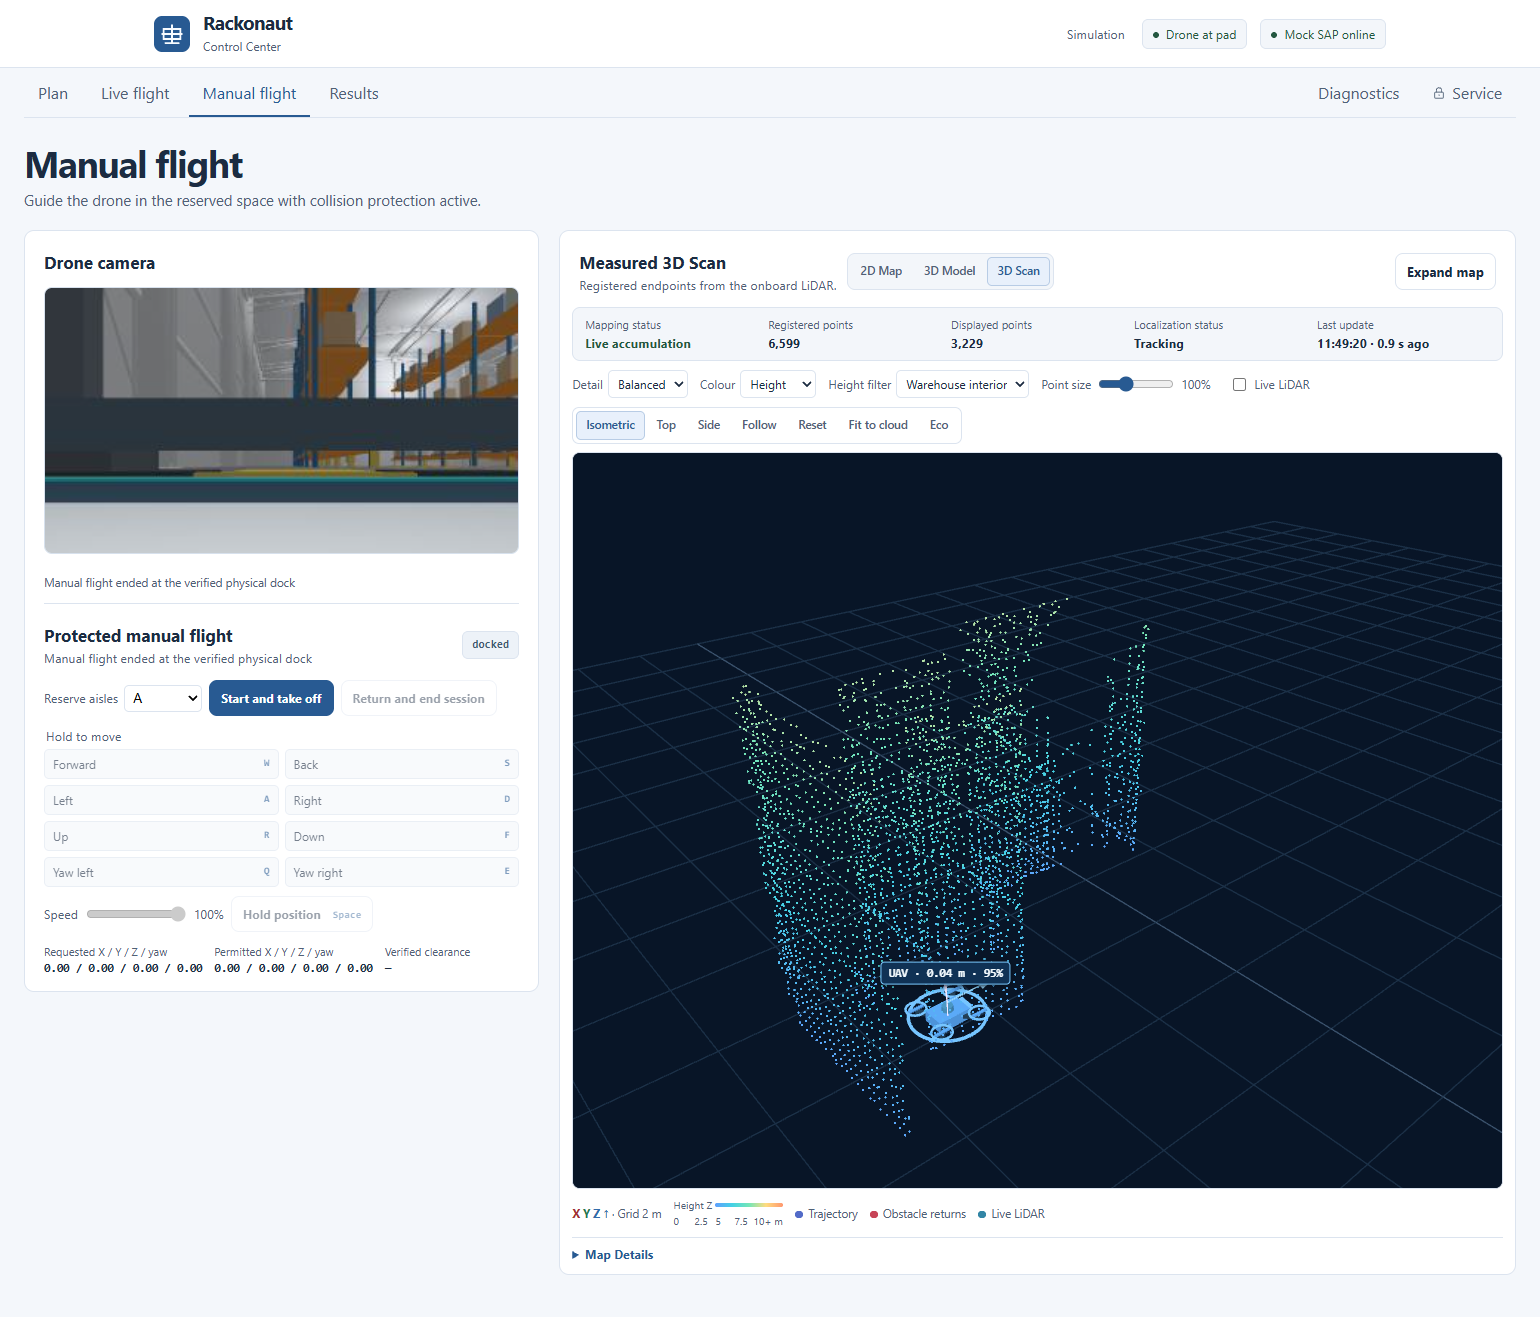 Rackonaut
Control Center
Simulation
Drone at pad
Mock SAP online
Plan
Live flight
Manual flight
Results
Diagnostics
Service
Manual flight
Guide the drone in the reserved space with collision protection active.
Drone camera
Manual flight ended at the verified physical dock
Protected manual flight
Manual flight ended at the verified physical dock
docked
Reserve aisles A
Start and take off
Return and end session
Hold to move
Forward W
Back S
Left A
Right D
Up R
Down F
Yaw left Q
Yaw right E
Speed 100%
Hold position Space
Requested X / Y / Z / yaw
0.00 / 0.00 / 0.00 / 0.00
Permitted X / Y / Z / yaw
0.00 / 0.00 / 0.00 / 0.00
Verified clearance
–
Measured 3D Scan
Registered endpoints from the onboard LiDAR.
2D Map
3D Model
3D Scan
Expand map
Mapping status
Live accumulation
Registered points
6,599
Displayed points
3,229
Localization status
Tracking
Last update
11:49:20 · 0.9 s ago
Detail Balanced
Colour Height
Height filter Warehouse interior
Point size 100%
Live LiDAR
Isometric
Top
Side
Follow
Reset
Fit to cloud
Eco
UAV · 0.04 m · 95%
X Y Z ↑ · Grid 2 m
Height Z
0 2.5 5 7.5 10+ m
Trajectory
Obstacle returns
Live LiDAR
Map Details